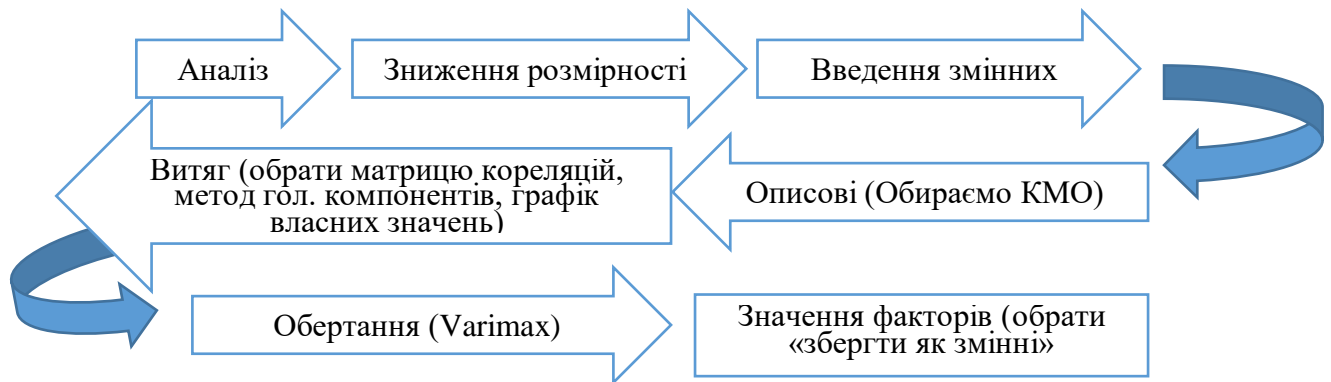 Аналіз
Зниження розмірності
Введення змінних
Описові (Обираємо КМО)
Витяг (обрати матрицю кореляцій,
метод гол. компонентів, графік
власних значень)
Обертання (Varimax)
Значення факторів (обрати
«збергти як змінні»